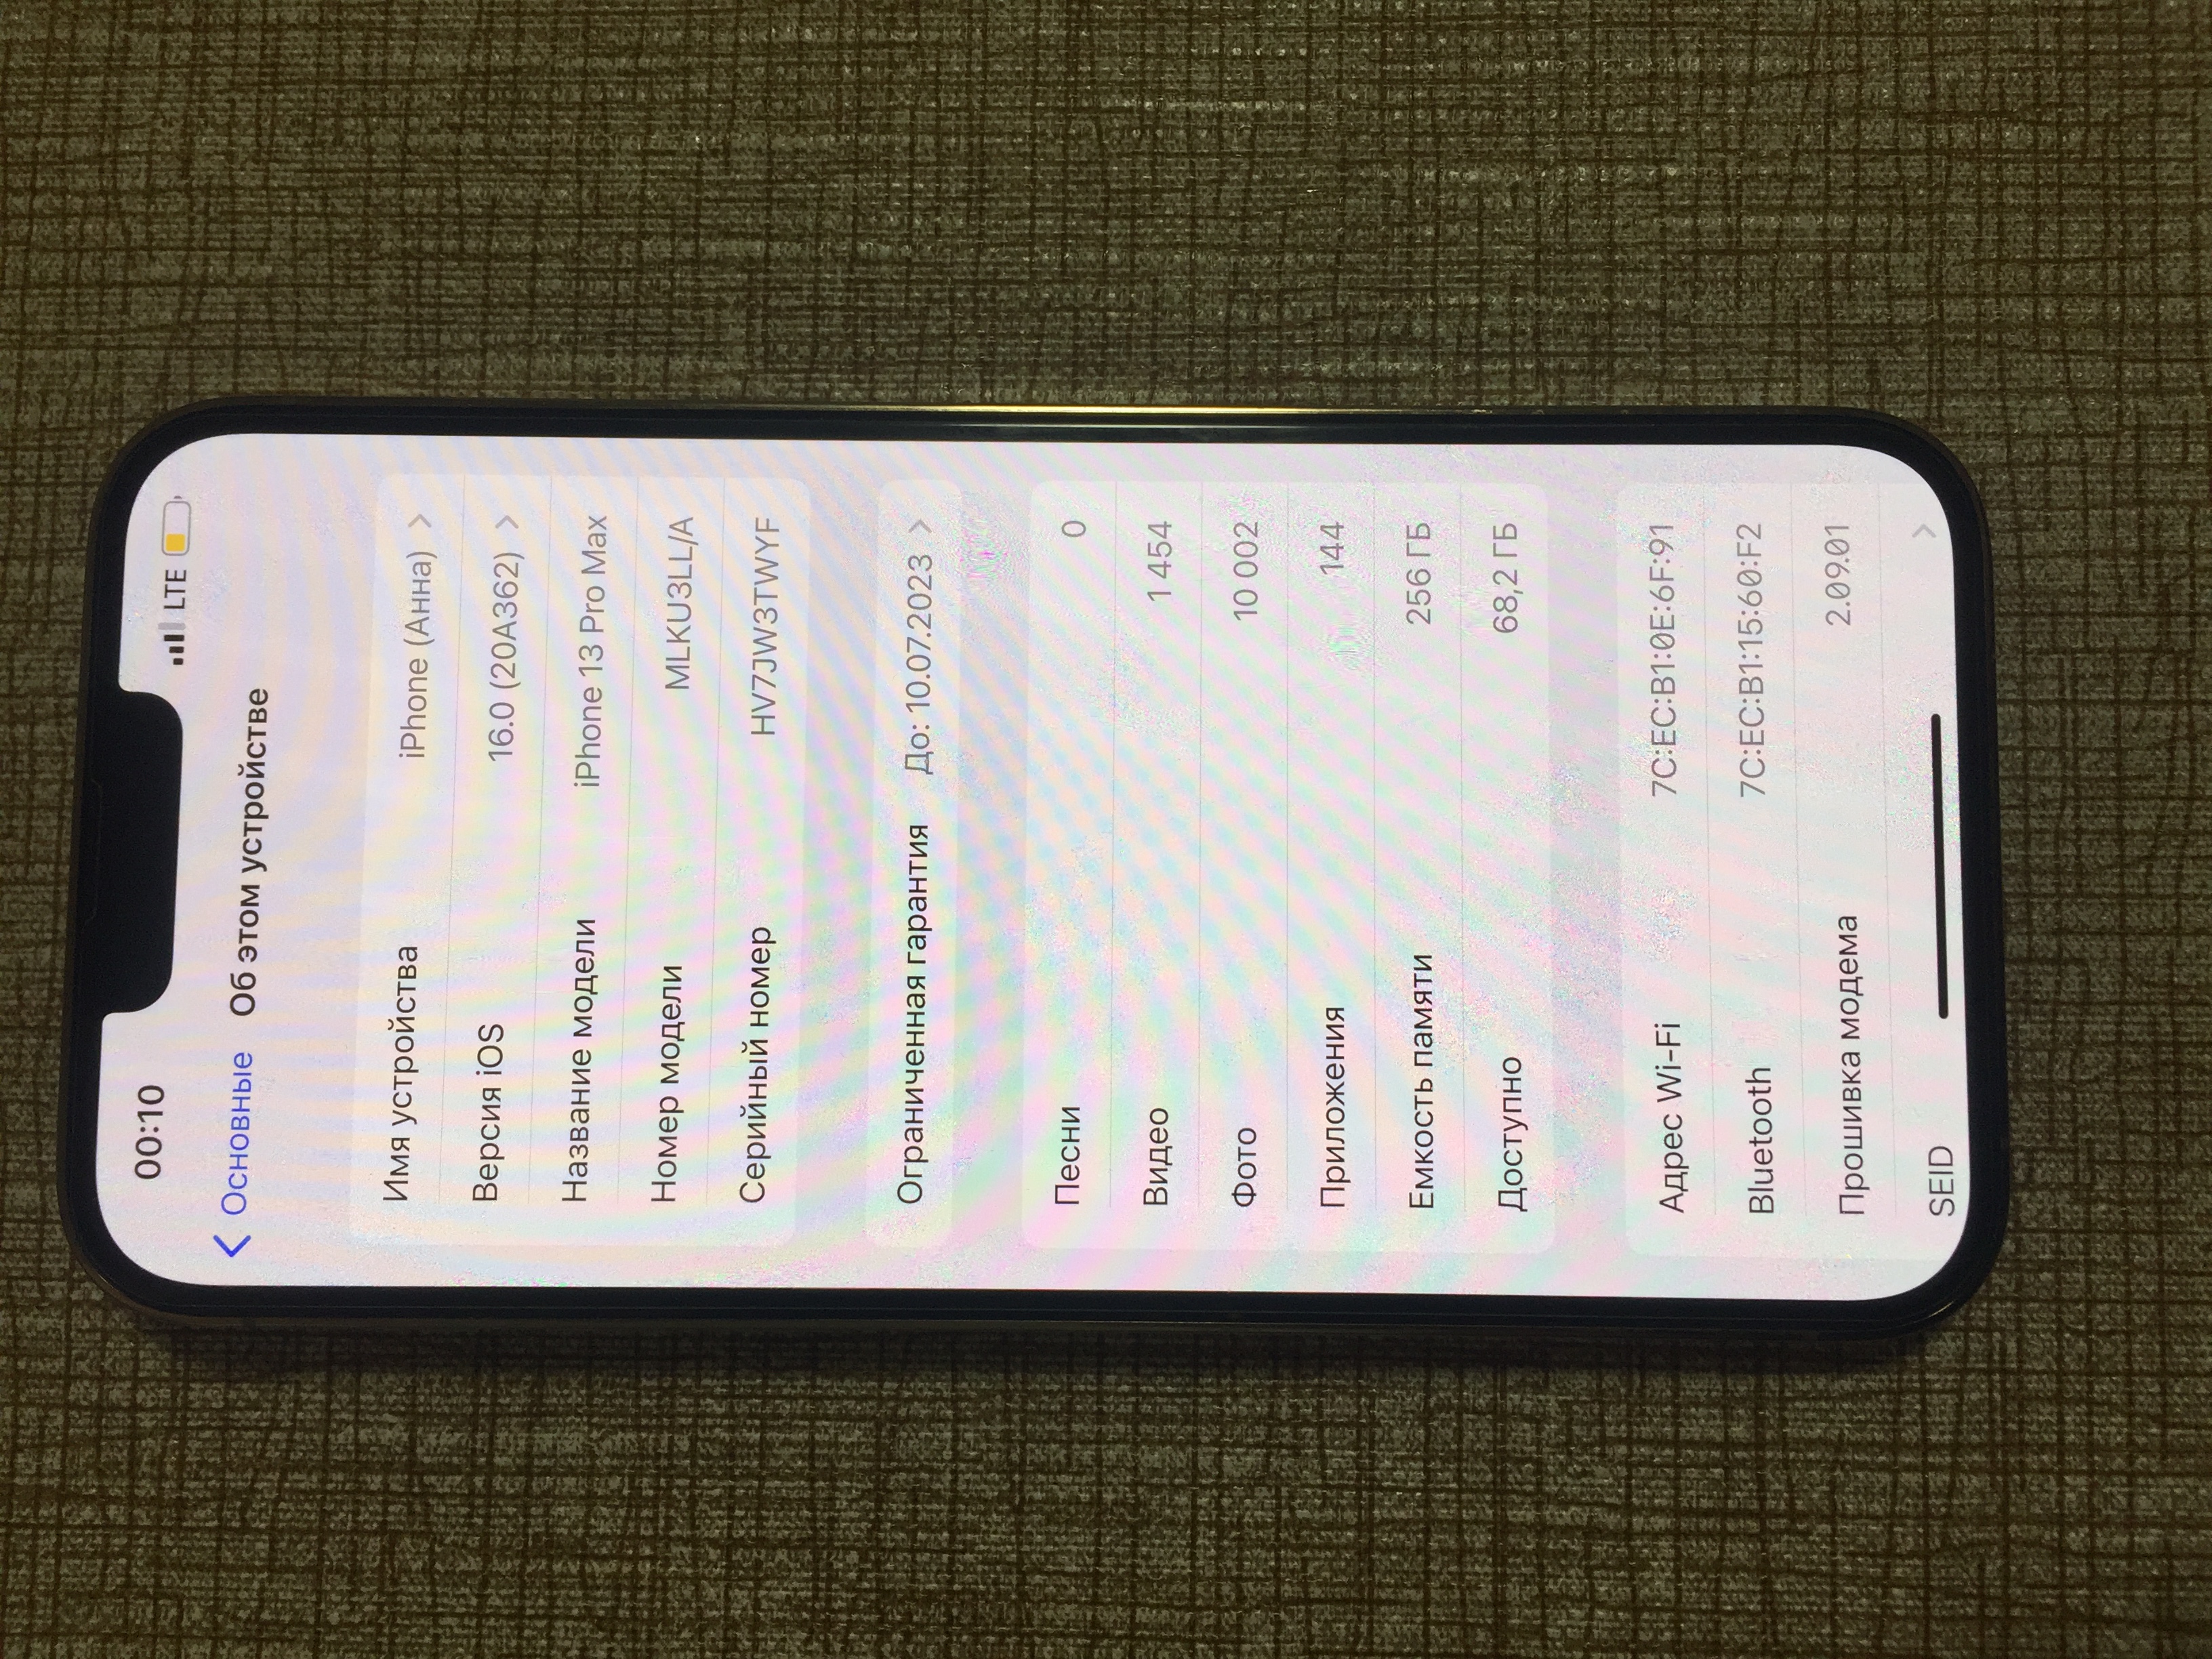 00:10
LTE
Основные Об этом устройстве
Имя устройства iPhone (Анна)
Версия iOS 16.0 (20A362)
Название модели iPhone 13 Pro Max
Номер модели MLKU3LL/A
Серийный номер HV7JW3TWYF
Ограниченная гарантия До: 10.07.2023
Песни 0
Видео 1 454
Фото 10 002
Приложения 144
Емкость памяти 256 ГБ
Доступно 68,2 ГБ
Адрес Wi-Fi 7C:EC:B1:0E:6F:91
Bluetooth 7C:EC:B1:15:60:F2
Прошивка модема 2.09.01
SEID